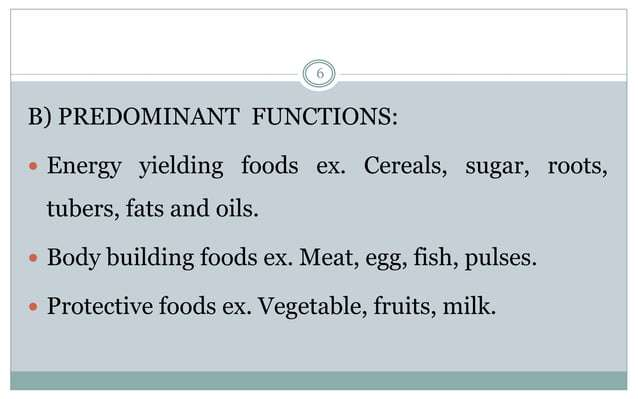 6
B) PREDOMINANT FUNCTIONS:
• Energy yielding foods ex. Cereals, sugar, roots,
tubers, fats and oils.
• Body building foods ex. Meat, egg, fish, pulses.
• Protective foods ex. Vegetable, fruits, milk.